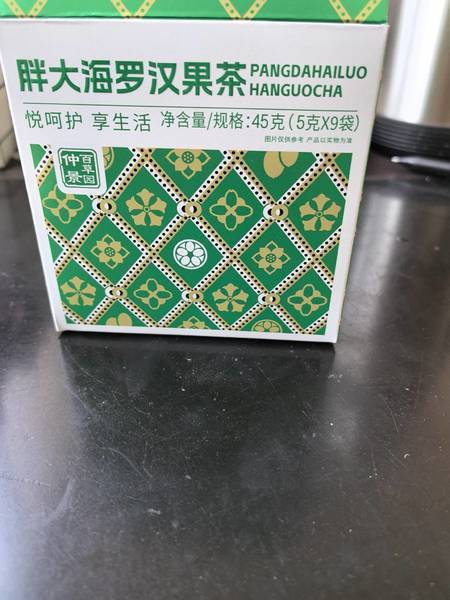 胖大海罗汉果茶 PANGDAHAILUO
HANGUOCHA
悦呵护 享生活 净含量/规格:45克(5克X9袋)
图片仅供参考 产品以实物为准
仲景
百草园